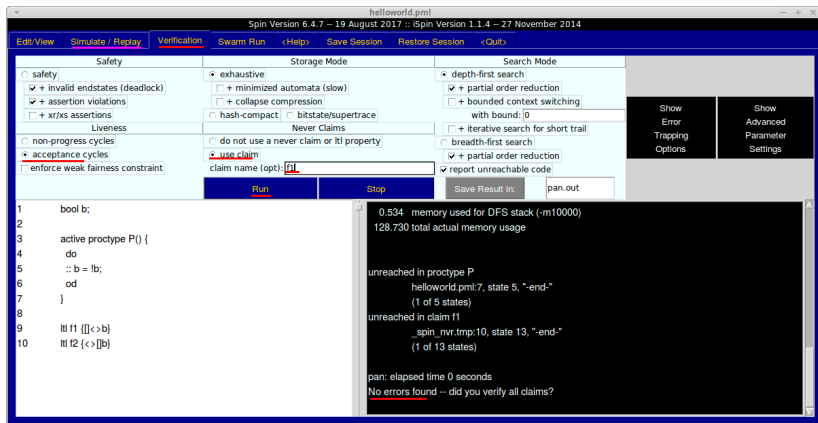 helloworld.pml
Spin Version 6.4.7 -- 19 August 2017 :: iSpin Version 1.1.4 -- 27 November 2014
Edit/View Simulate / Replay Verification Swarm Run <Help> Save Session Restore Session <Quit>
Safety Storage Mode Search Mode
safety exhaustive depth-first search
+ invalid endstates (deadlock) + minimized automata (slow) + partial order reduction
+ assertion violations + collapse compression + bounded context switching
+ xr/xs assertions hash-compact bitstate/supertrace with bound: 0
Liveness Never Claims + iterative search for short trail
non-progress cycles do not use a never claim or ltl property breadth-first search
acceptance cycles use claim + partial order reduction
enforce weak fairness constraint claim name (opt): f1 report unreachable code
Show Error Trapping Options
Show Advanced Parameter Settings
Run Stop Save Result in: pan.out
1 bool b;
2
3 active proctype P() {
4 do
5 :: b = !b;
6 od
7 }
8
9 ltl f1 {[]<>b}
10 ltl f2 {<>[]b}
0.534 memory used for DFS stack (-m10000)
128.730 total actual memory usage
unreached in proctype P
helloworld.pml:7, state 5, "-end-"
(1 of 5 states)
unreached in claim f1
_spin_nvr.tmp:10, state 13, "-end-"
(1 of 13 states)
pan: elapsed time 0 seconds
No errors found -- did you verify all claims?